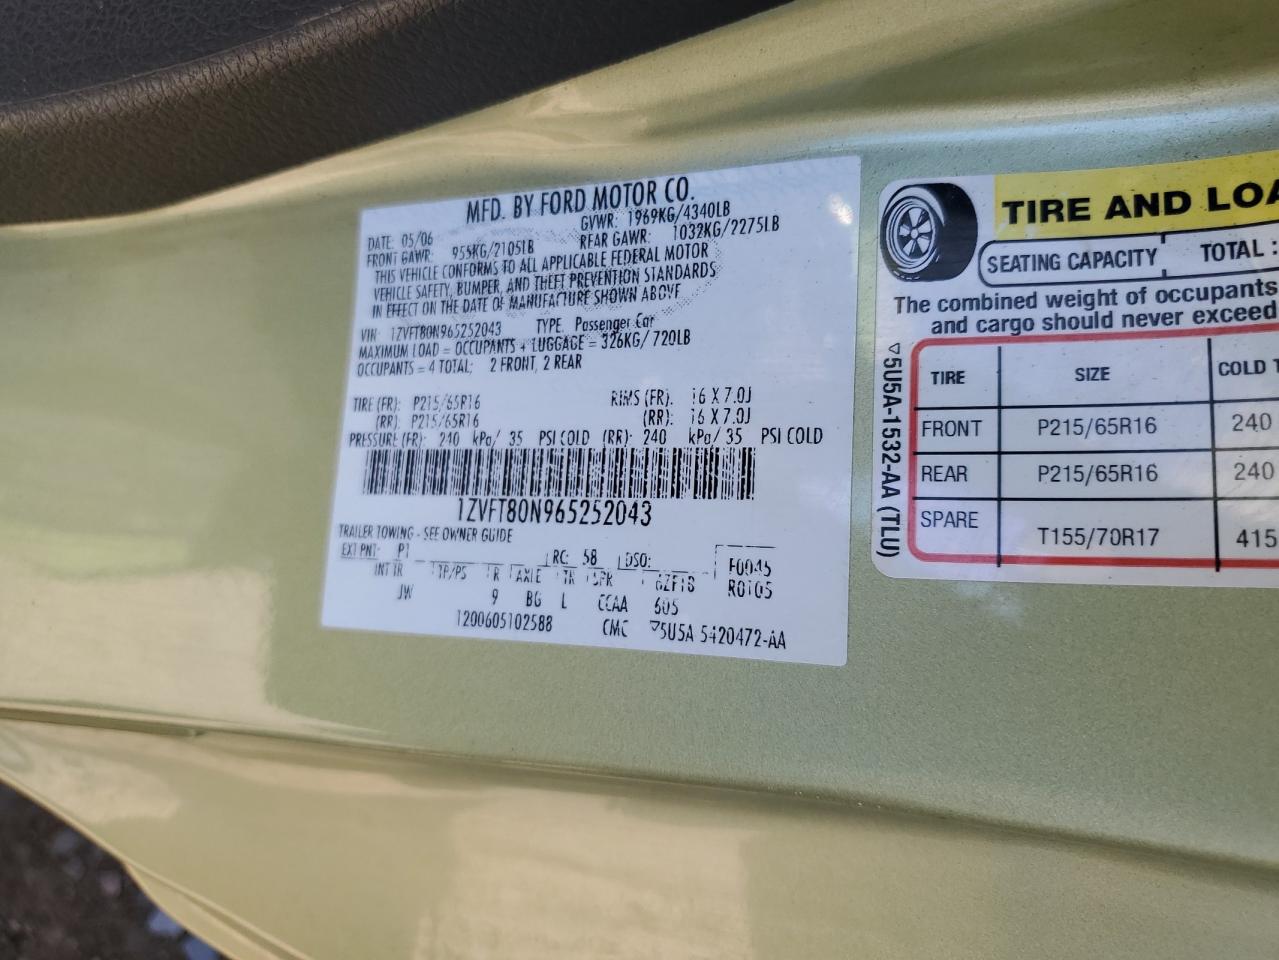 MFD. BY FORD MOTOR CO.
DATE: 05/06 GVWR: 1969KG/4340LB
FRONT GAWR: 955KG/2105LB REAR GAWR: 1032KG/2275LB
THIS VEHICLE CONFORMS TO ALL APPLICABLE FEDERAL MOTOR
VEHICLE SAFETY, BUMPER, AND THEFT PREVENTION STANDARDS
IN EFFECT ON THE DATE OF MANUFACTURE SHOWN ABOVE
VIN: 1ZVFT80N965252043 TYPE: Passenger Car
MAXIMUM LOAD = OCCUPANTS + LUGGAGE = 326KG/720LB
OCCUPANTS = 4 TOTAL: 2 FRONT, 2 REAR
TIRE (FR): P215/65R16 RIMS (FR): 16 X 7.0J
(RR): P215/65R16 (RR): 16 X 7.0J
PRESSURE (FR): 240 kPa/ 35 PSI COLD (RR): 240 kPa/ 35 PSI COLD
1ZVFT80N965252043
TRAILER TOWING - SEE OWNER GUIDE
EXT PNT: P1 RC: 58 DSO: F0045
INT TR TP/PS R AXLE TR SPR 6ZF18 R0105
JW 9 BG L CCAA 605
1200605102588 CMC ▽5U5A 5420472-AA
TIRE AND LOA
SEATING CAPACITY TOTAL :
The combined weight of occupants
and cargo should never exceed
TIRE SIZE COLD
FRONT P215/65R16 240
REAR P215/65R16 240
SPARE T155/70R17 415
▽5U5A-1532-AA (TLU)